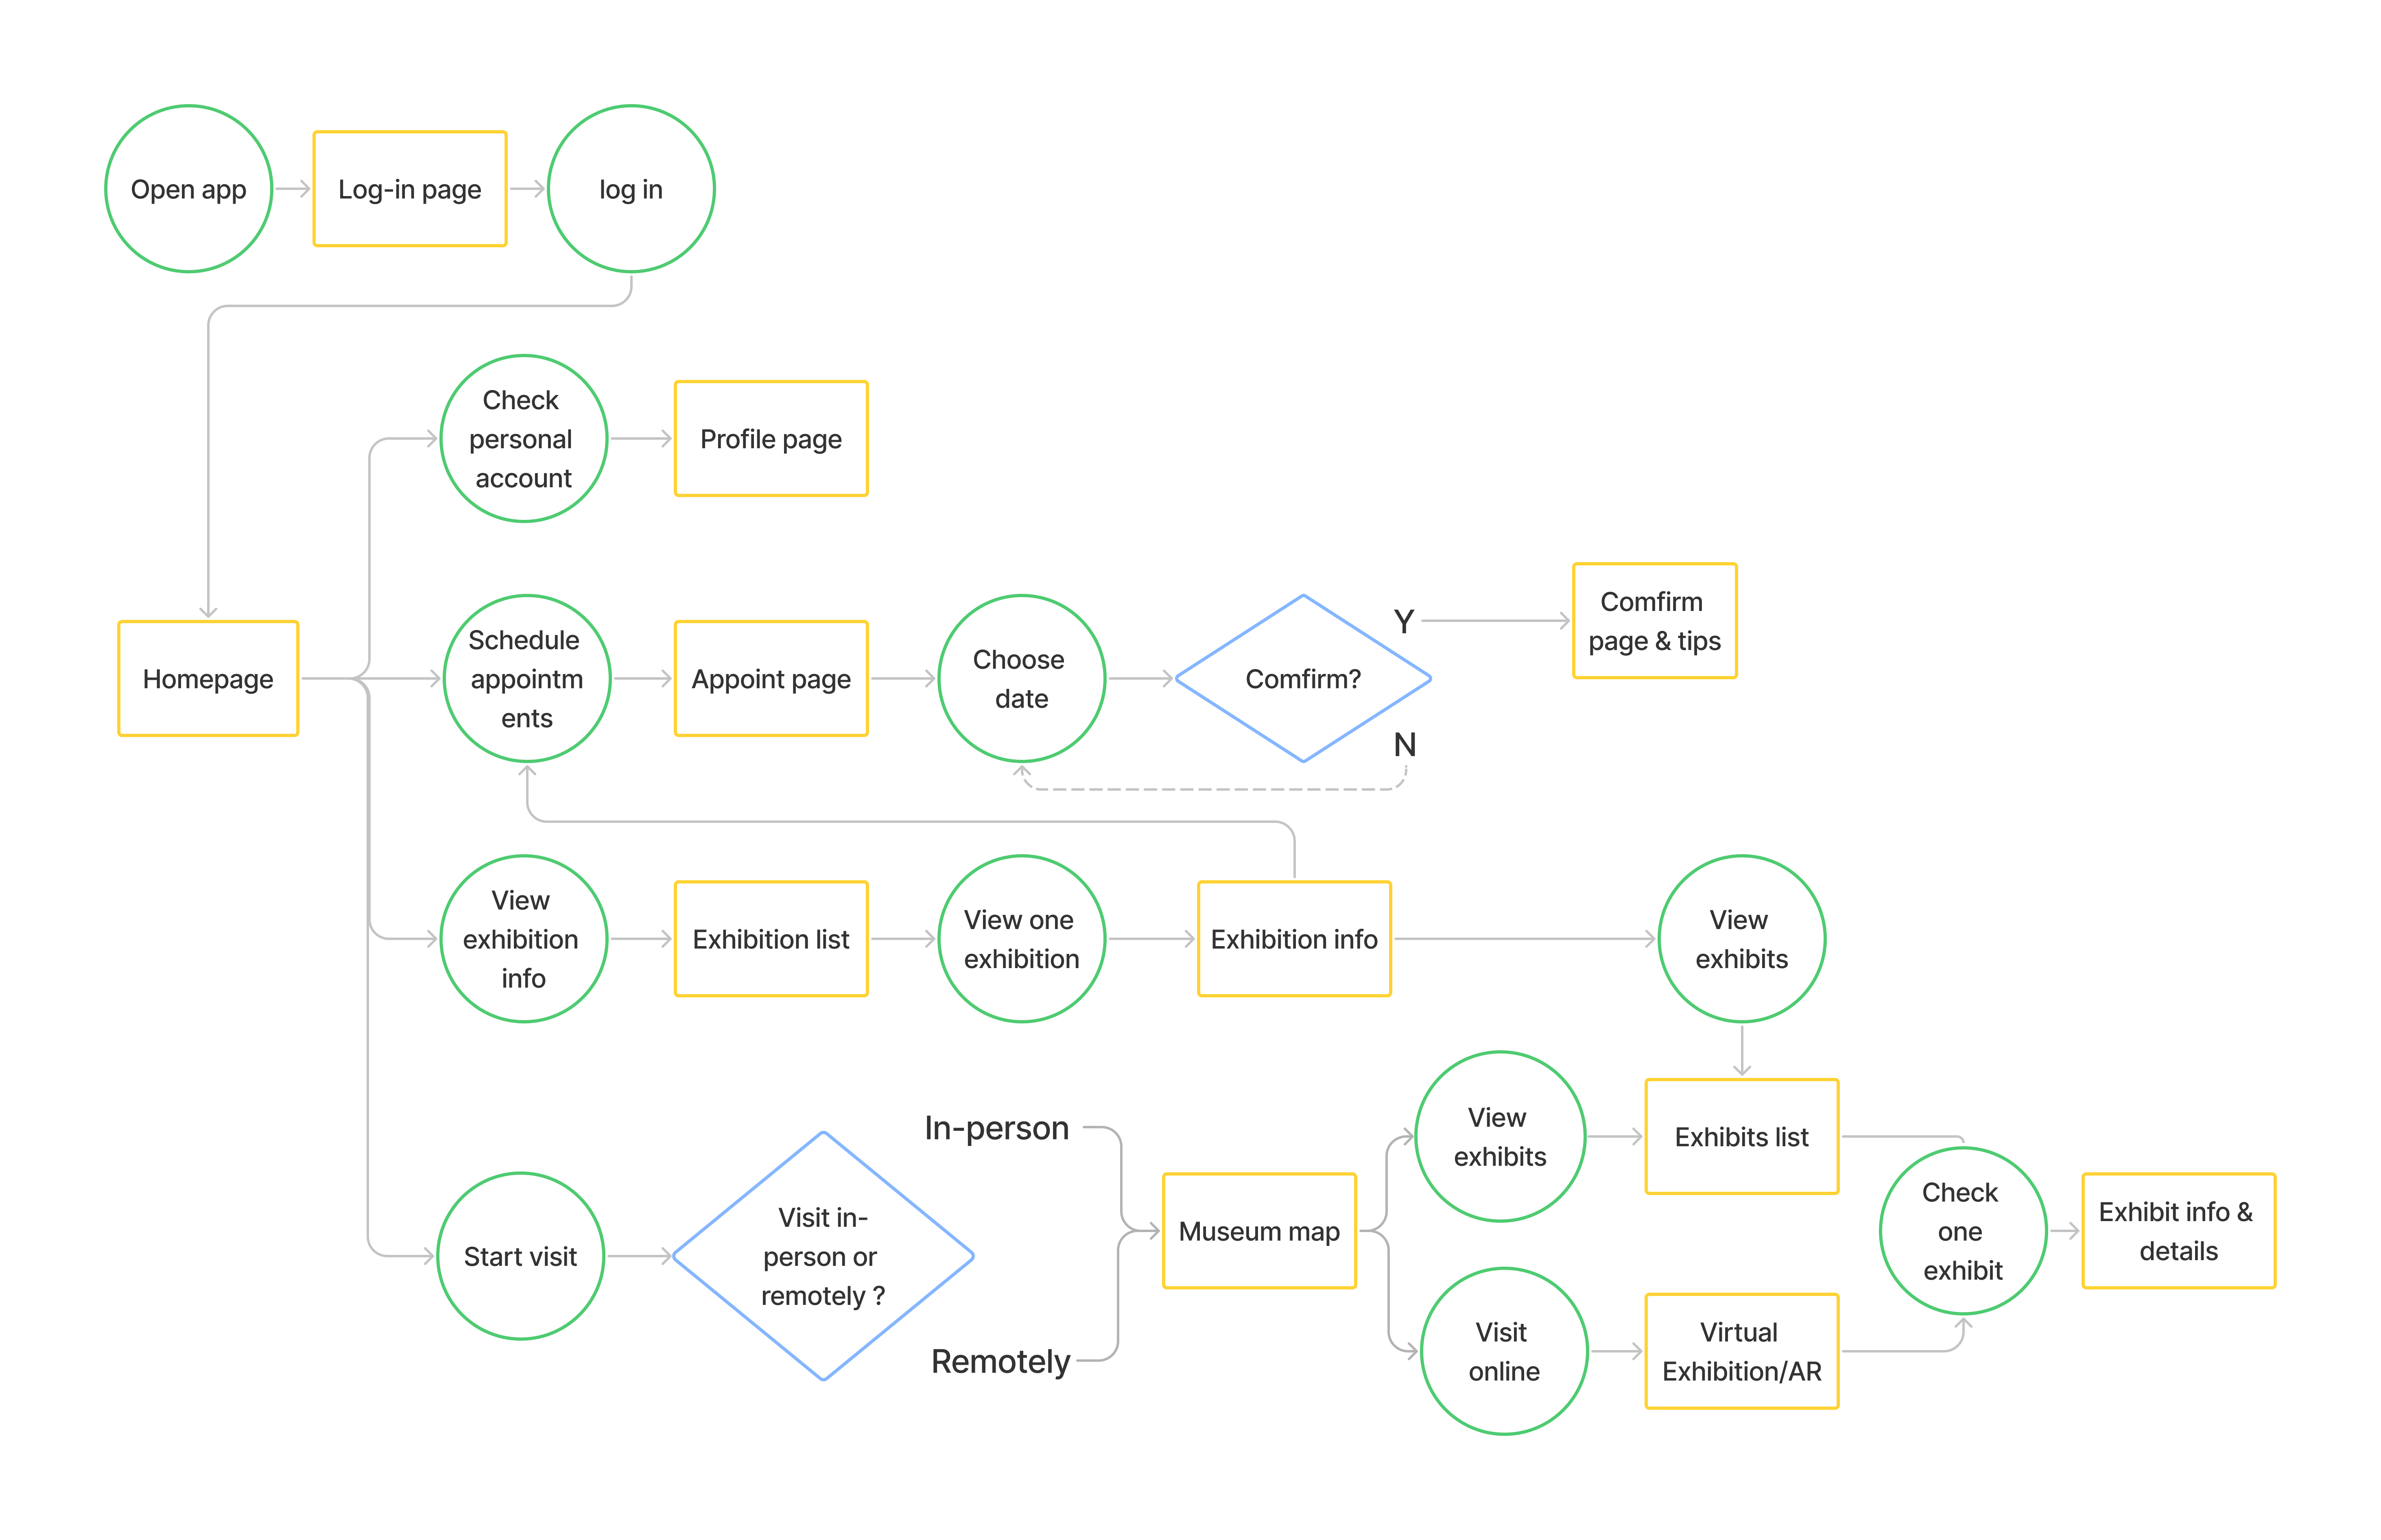 Open app
Log-in page
log in
Check
personal
account
Profile page
Homepage
Schedule
appointm
ents
Appoint page
Choose
date
Comfirm?
Y
N
Comfirm
page & tips
View
exhibition
info
Exhibition list
View one
exhibition
Exhibition info
View
exhibits
Start visit
Visit in-
person or
remotely ?
In-person
Remotely
Museum map
View
exhibits
Exhibits list
Visit
online
Virtual
Exhibition/AR
Check
one
exhibit
Exhibit info &
details